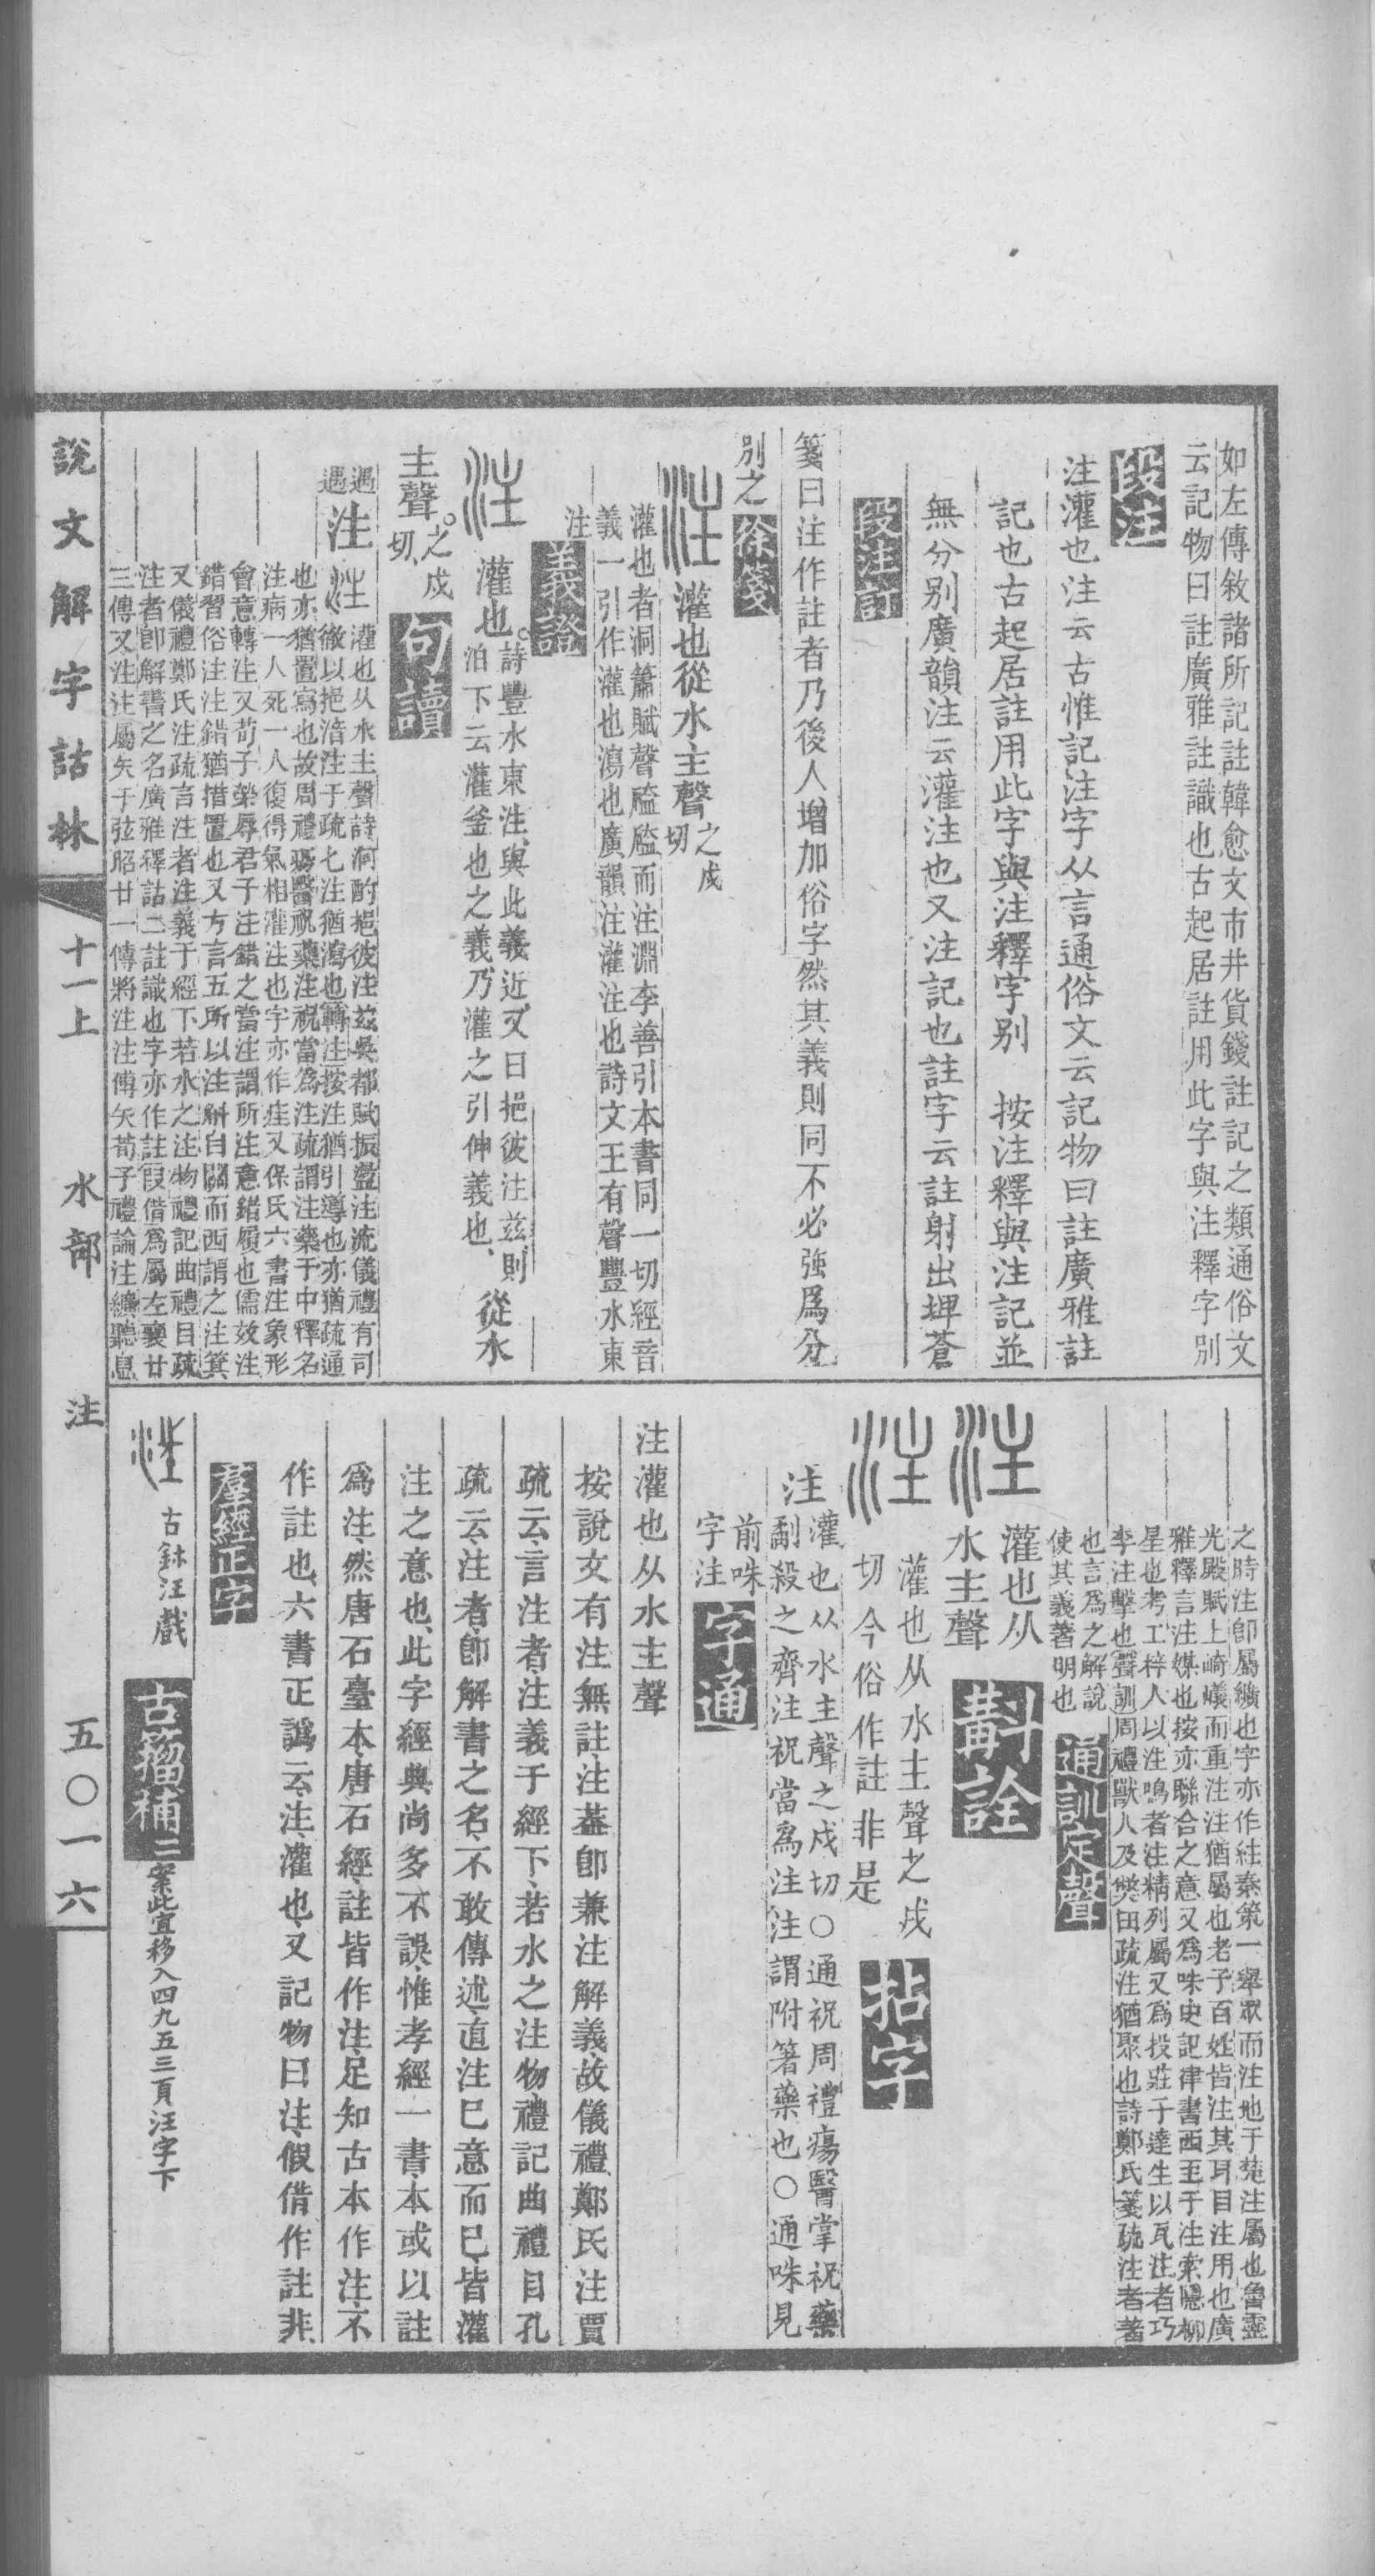 如左傳敘諸所記註韓愈文市井貨錢註記之類通俗文
云記物曰註廣雅註識也古起居註用此字與注釋字別
段注
注灌也注云古惟記注字从言通俗文云記物曰註廣雅註
記也古起居註用此字與注釋字別　按注釋與注記並
無分別廣韻注云灌注也又注記也註字云註射出埤蒼
段注訂
箋曰注作註者乃後人增加俗字然其義則同不必強爲分
別之
徐箋
灌也從水主聲
之戍
切
灌也者洞簫賦聲礚礚而注淵李善引本書同一切經音
義一引作灌也瀉也廣韻注灌注也詩文王有聲豐水東
注
義證
灌也
詩豐水東注與此義近又曰挹彼注茲則
洎下云灌釜也之義乃灌之引伸義也
從水
主聲
之戍
切
句讀
遇
遇
注
灌也从水主聲詩泂酌挹彼注茲吳都賦振盪注流儀禮有司
徹以挹湆注于疏匕注猶瀉也轉注按注猶引導也亦猶疏通
也亦猶置寫也故周禮瘍醫祝藥注祝當爲注疏謂注藥于中釋名
注病一人死一人復得氣相灌注也字亦作疰又保氏六書注象形
會意轉注又荀子榮辱君子注錯之當注謂所注意錯履也儒效注
錯習俗注注錯猶措置也又方言五所以注斛自關而西謂之注箕
又儀禮鄭氏注疏言注者注義于經下若水之注物禮記曲禮目疏
注者卽解書之名廣雅釋詁二註識也字亦作註叚借爲屬左襄廿
三傳又注注屬矢于弦昭廿一傳將注注傅矢荀子禮論注纊聽息
之時注卽屬纊也字亦作絓秦策一舉眾而注地于楚注屬也魯靈
光殿賦上崎嶬而重注注猶屬也老子百姓皆注其耳目注用也廣
雅釋言注媒也按亦聯合之意又爲咮史記律書西至于注索隱柳
星也考工梓人以注鳴者注精列屬又爲投莊子達生以瓦注者巧
李注擊也聲訓周禮獸人及獘田疏注猶聚也詩鄭氏箋疏注者著
也言爲之解說
使其義著明也
通訓定聲
灌也从
水主聲
斠詮
灌也从水主聲之戍
切今俗作註非是
拈字
注
灌也从水主聲之戍切○通祝周禮瘍醫掌祝藥
劀殺之齊注祝當爲注注謂附箸藥也○通咮見
前咮
字注
字通
注灌也从水主聲
按說文有注無註注葢卽兼注解義故儀禮鄭氏注賈
疏云言注者注義于經下若水之注物禮記曲禮目孔
疏云注者卽解書之名不敢傳述直注巳意而已皆灌
注之意也此字經典尚多不誤惟孝經一書本或以註
爲注然唐石臺本唐石經註皆作注足知古本作注不
作註也六書正譌云注灌也又記物曰注假借作註非
羣經正字
古鉥汪戲
古籀補
二
案此宜移入四九五三頁汪字下
說文解字詁林
十一上
水部
注
五〇一六